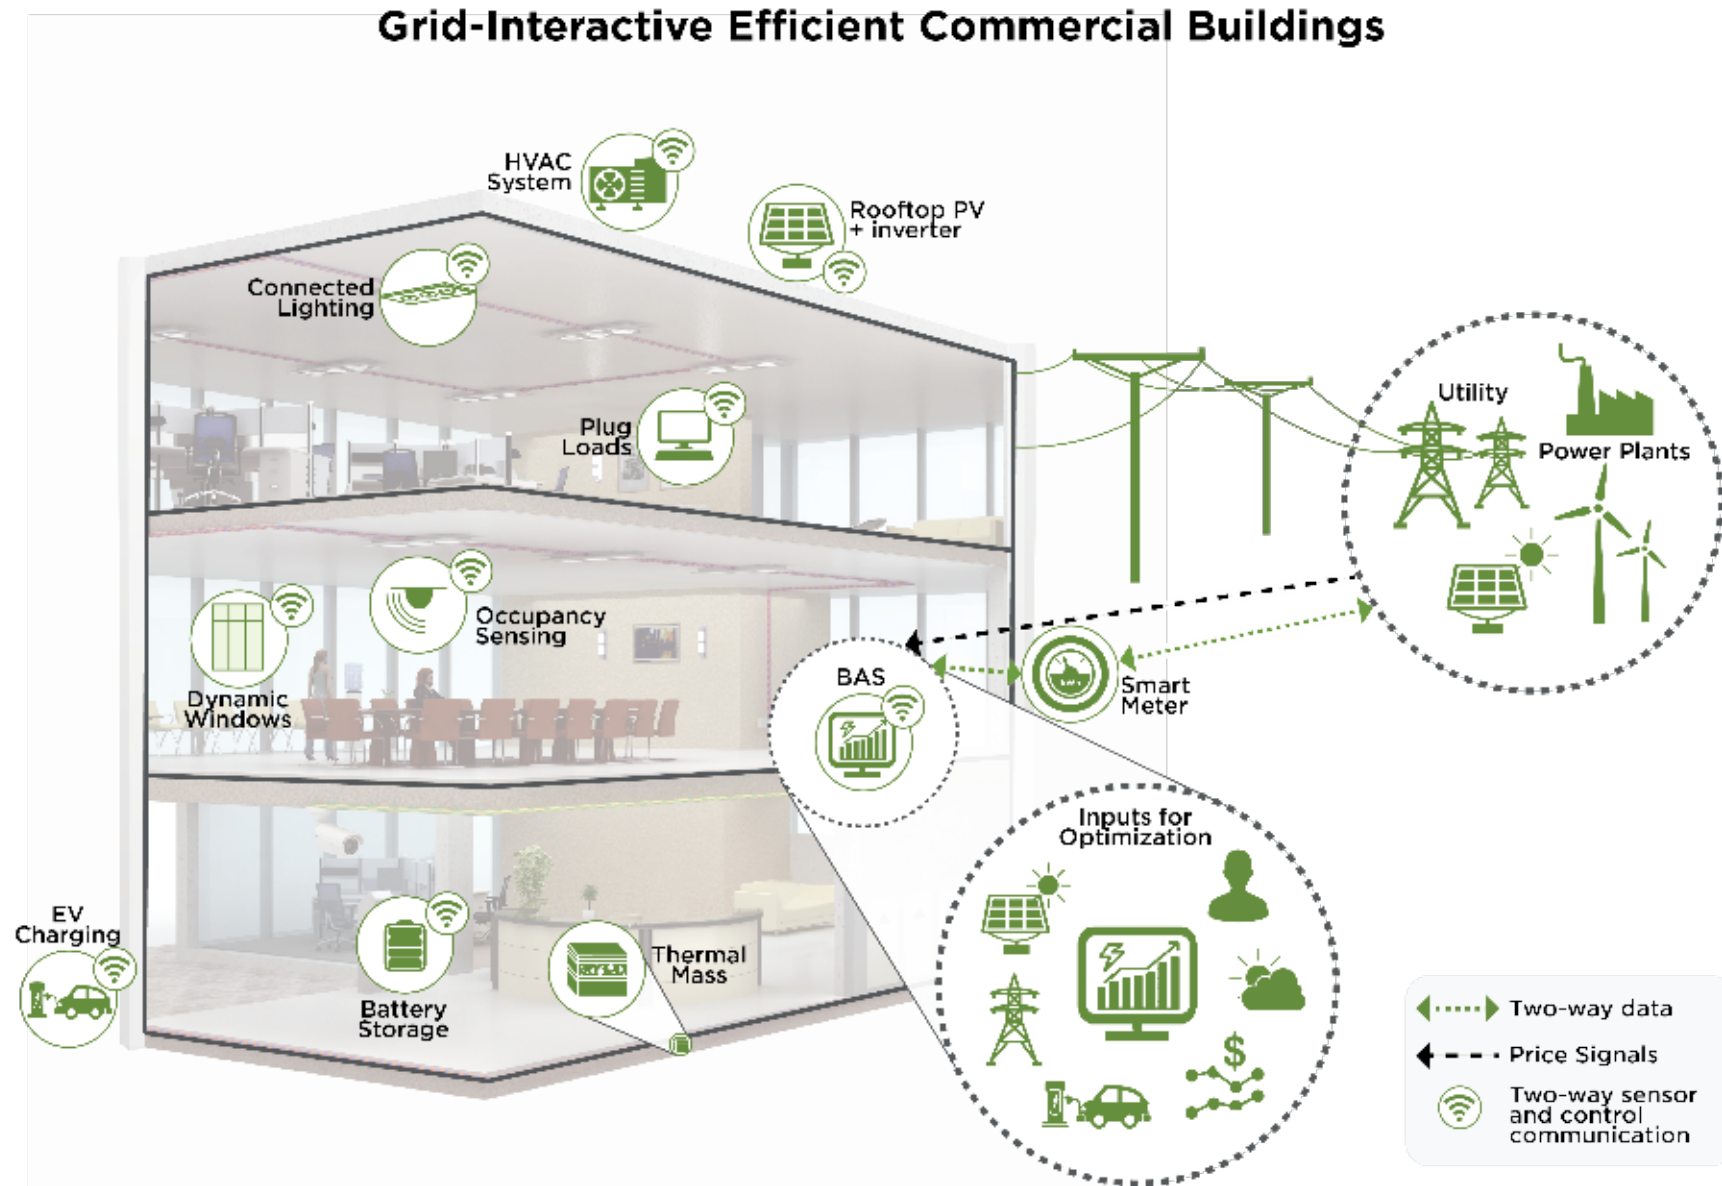 Grid-Interactive Efficient Commercial Buildings
HVAC
System
Rooftop PV
+ inverter
Connected
Lighting
Plug
Loads
Utility
Power Plants
Occupancy
Sensing
Dynamic
Windows
BAS
Smart
Meter
Inputs for
Optimization
EV
Charging
Battery
Storage
Thermal
Mass
$
Two-way data
Price Signals
Two-way sensor
and control
communication